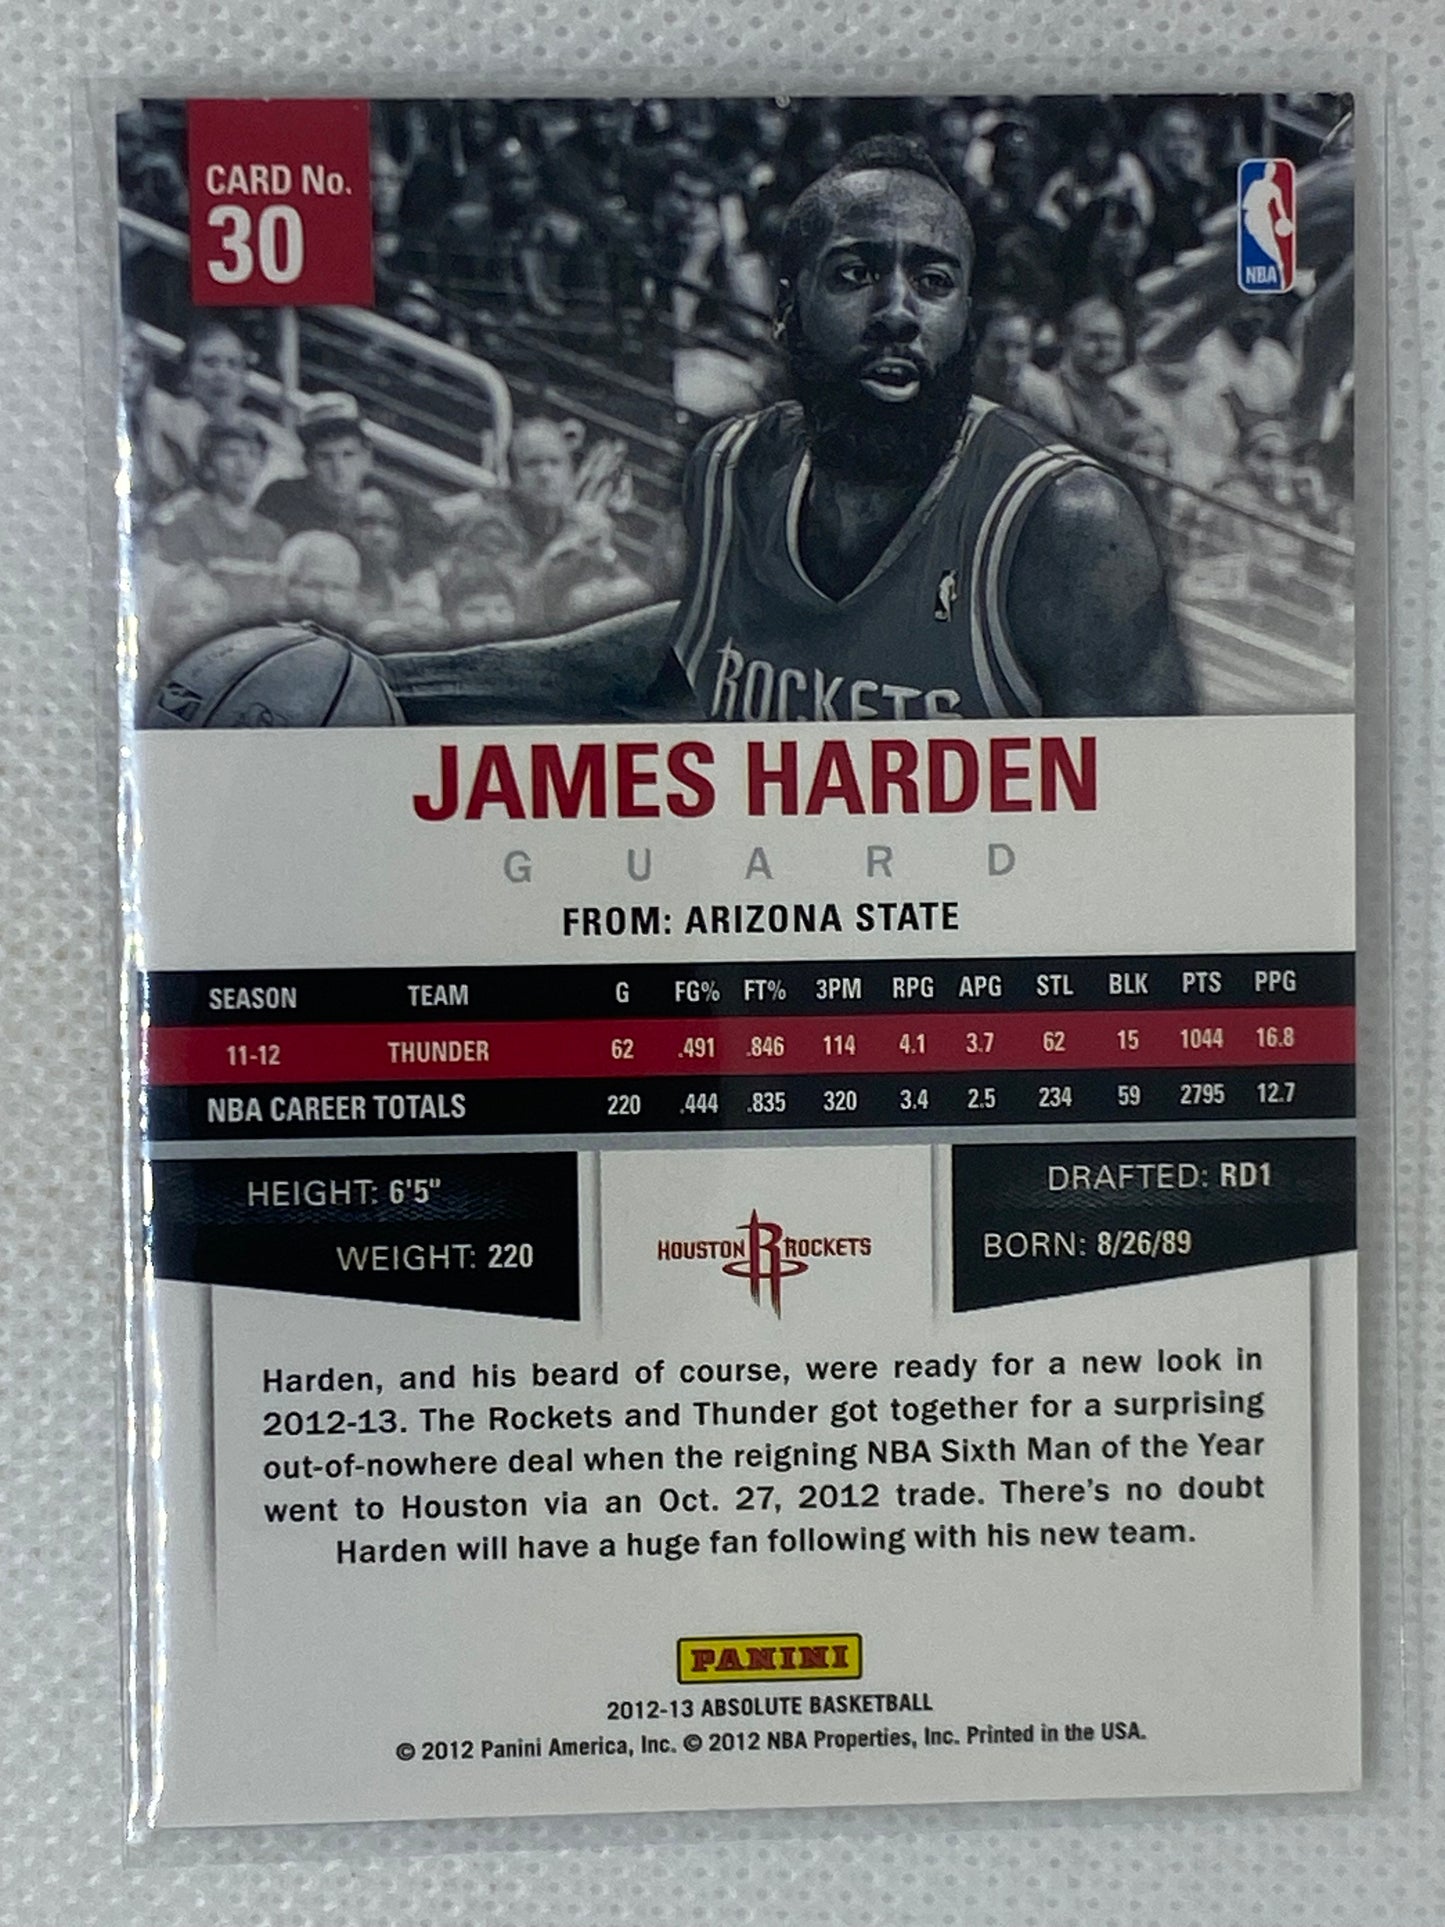 CARD No.
30
NBA
ROCKETS
JAMES HARDEN
GUARD
FROM: ARIZONA STATE
SEASON TEAM G FG% FT% 3PM RPG APG STL BLK PTS PPG
11-12 THUNDER 62 .491 .846 114 4.1 3.7 62 15 1044 16.8
NBA CAREER TOTALS 220 .444 .835 320 3.4 2.5 234 59 2795 12.7
HEIGHT: 6'5"
WEIGHT: 220
HOUSTON R ROCKETS
DRAFTED: RD1
BORN: 8/26/89
Harden, and his beard of course, were ready for a new look in
2012-13. The Rockets and Thunder got together for a surprising
out-of-nowhere deal when the reigning NBA Sixth Man of the Year
went to Houston via an Oct. 27, 2012 trade. There's no doubt
Harden will have a huge fan following with his new team.
PANINI
2012-13 ABSOLUTE BASKETBALL
© 2012 Panini America, Inc. © 2012 NBA Properties, Inc. Printed in the USA.